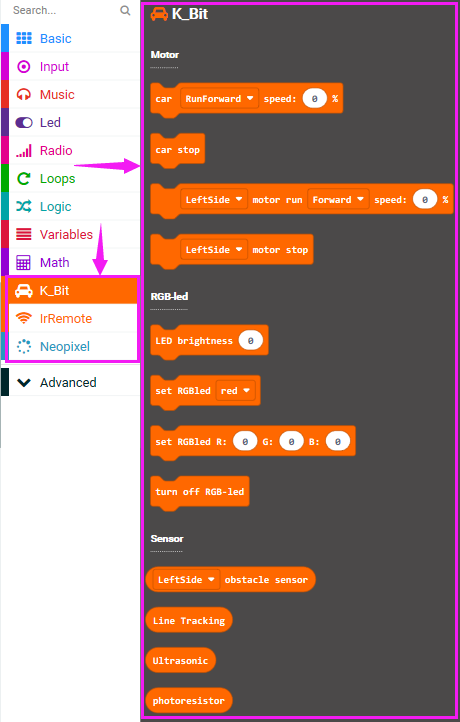 Search...
Basic
Input
Music
Led
Radio
Loops
Logic
Variables
Math
K_Bit
IrRemote
Neopixel
Advanced
K_Bit
Motor
car RunForward speed: 0 %
car stop
LeftSide motor run Forward speed: 0 %
LeftSide motor stop
RGB-led
LED brightness 0
set RGBled red
set RGBled R: 0 G: 0 B: 0
turn off RGB-led
Sensor
LeftSide obstacle sensor
Line Tracking
Ultrasonic
photoresistor